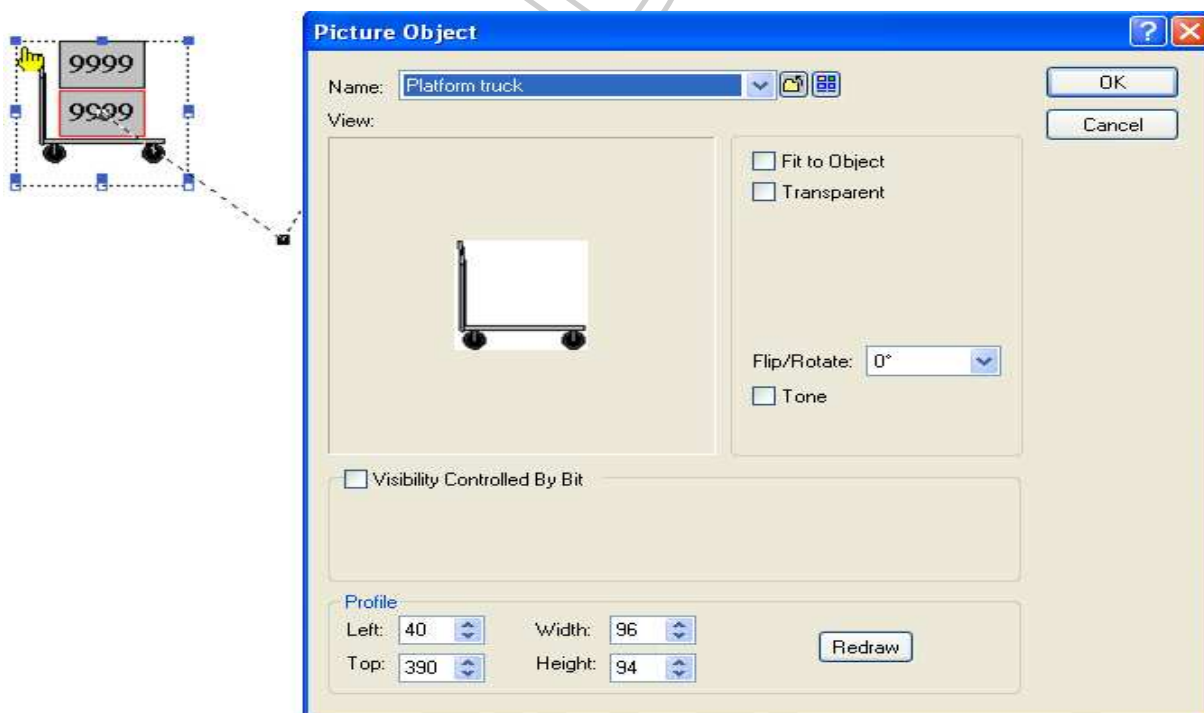 Picture Object
9999
9999
Name: Platform truck
OK
View:
Cancel
Fit to Object
Transparent
Flip/Rotate: 0°
Tone
Visibility Controlled By Bit
Profile
Left: 40 Width: 96
Redraw
Top: 390 Height: 94